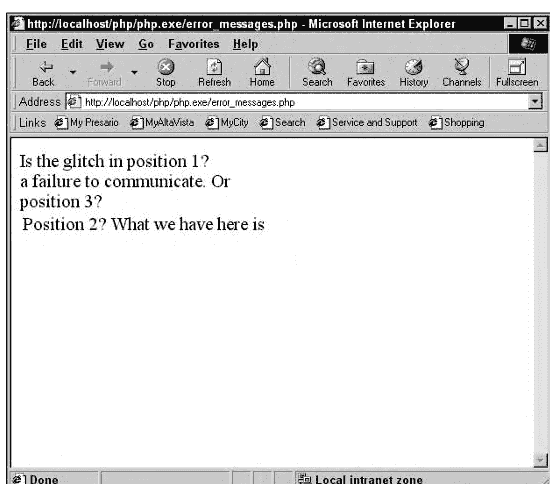 http://localhost/php/php.exe/error_messages.php - Microsoft Internet Explorer
File Edit View Go Favorites Help
Back Forward Stop Refresh Home Search Favorites History Channels Fullscreen
Address http://localhost/php/php.exe/error_messages.php
Links My Presario MyAltaVista MyCity Search Service and Support Shopping
Is the glitch in position 1?
a failure to communicate. Or
position 3?
Position 2? What we have here is
Done Local intranet zone